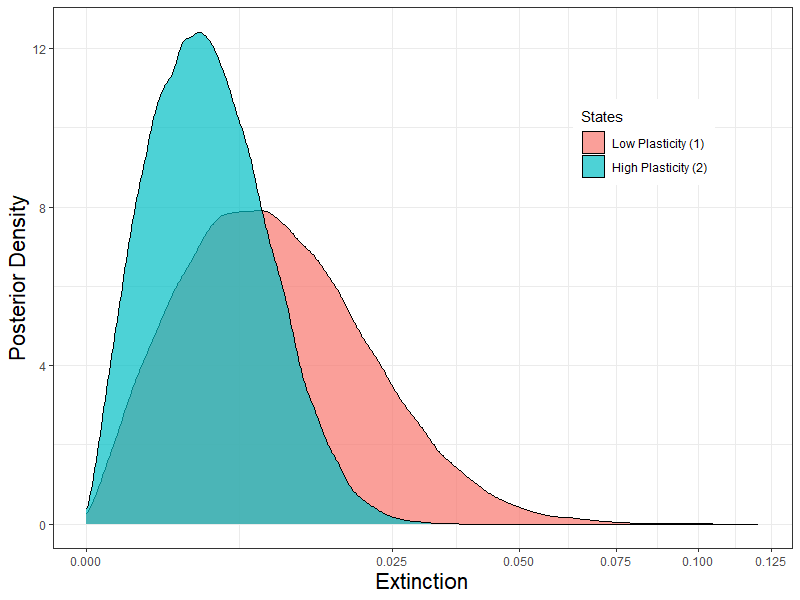 12
8
4
0
Posterior Density
States
Low Plasticity (1)
High Plasticity (2)
0.000
0.025
0.050
0.075
0.100
0.125
Extinction